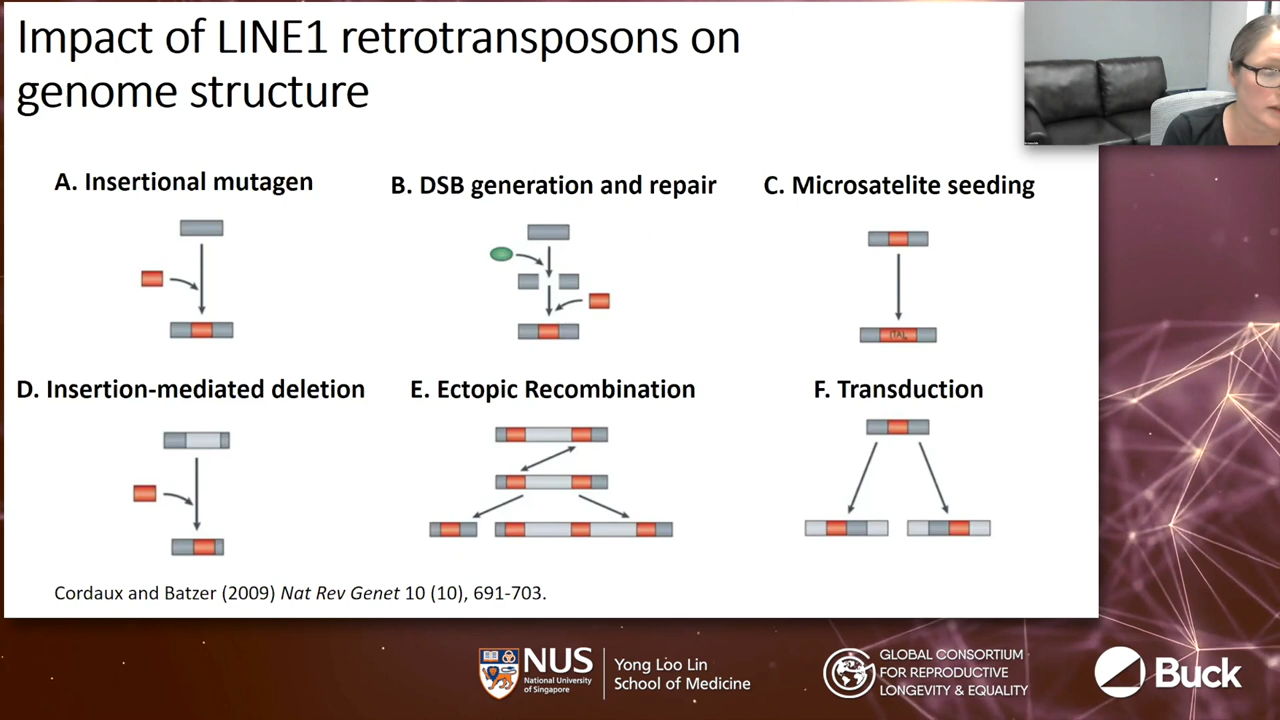 Impact of LINE1 retrotransposons on
genome structure
A. Insertional mutagen
B. DSB generation and repair
C. Microsatelite seeding
D. Insertion-mediated deletion
E. Ectopic Recombination
F. Transduction
Cordaux and Batzer (2009) Nat Rev Genet 10 (10), 691-703.
NUS
National University
of Singapore
Yong Loo Lin
School of Medicine
GLOBAL CONSORTIUM
FOR REPRODUCTIVE
LONGEVITY & EQUALITY
Buck